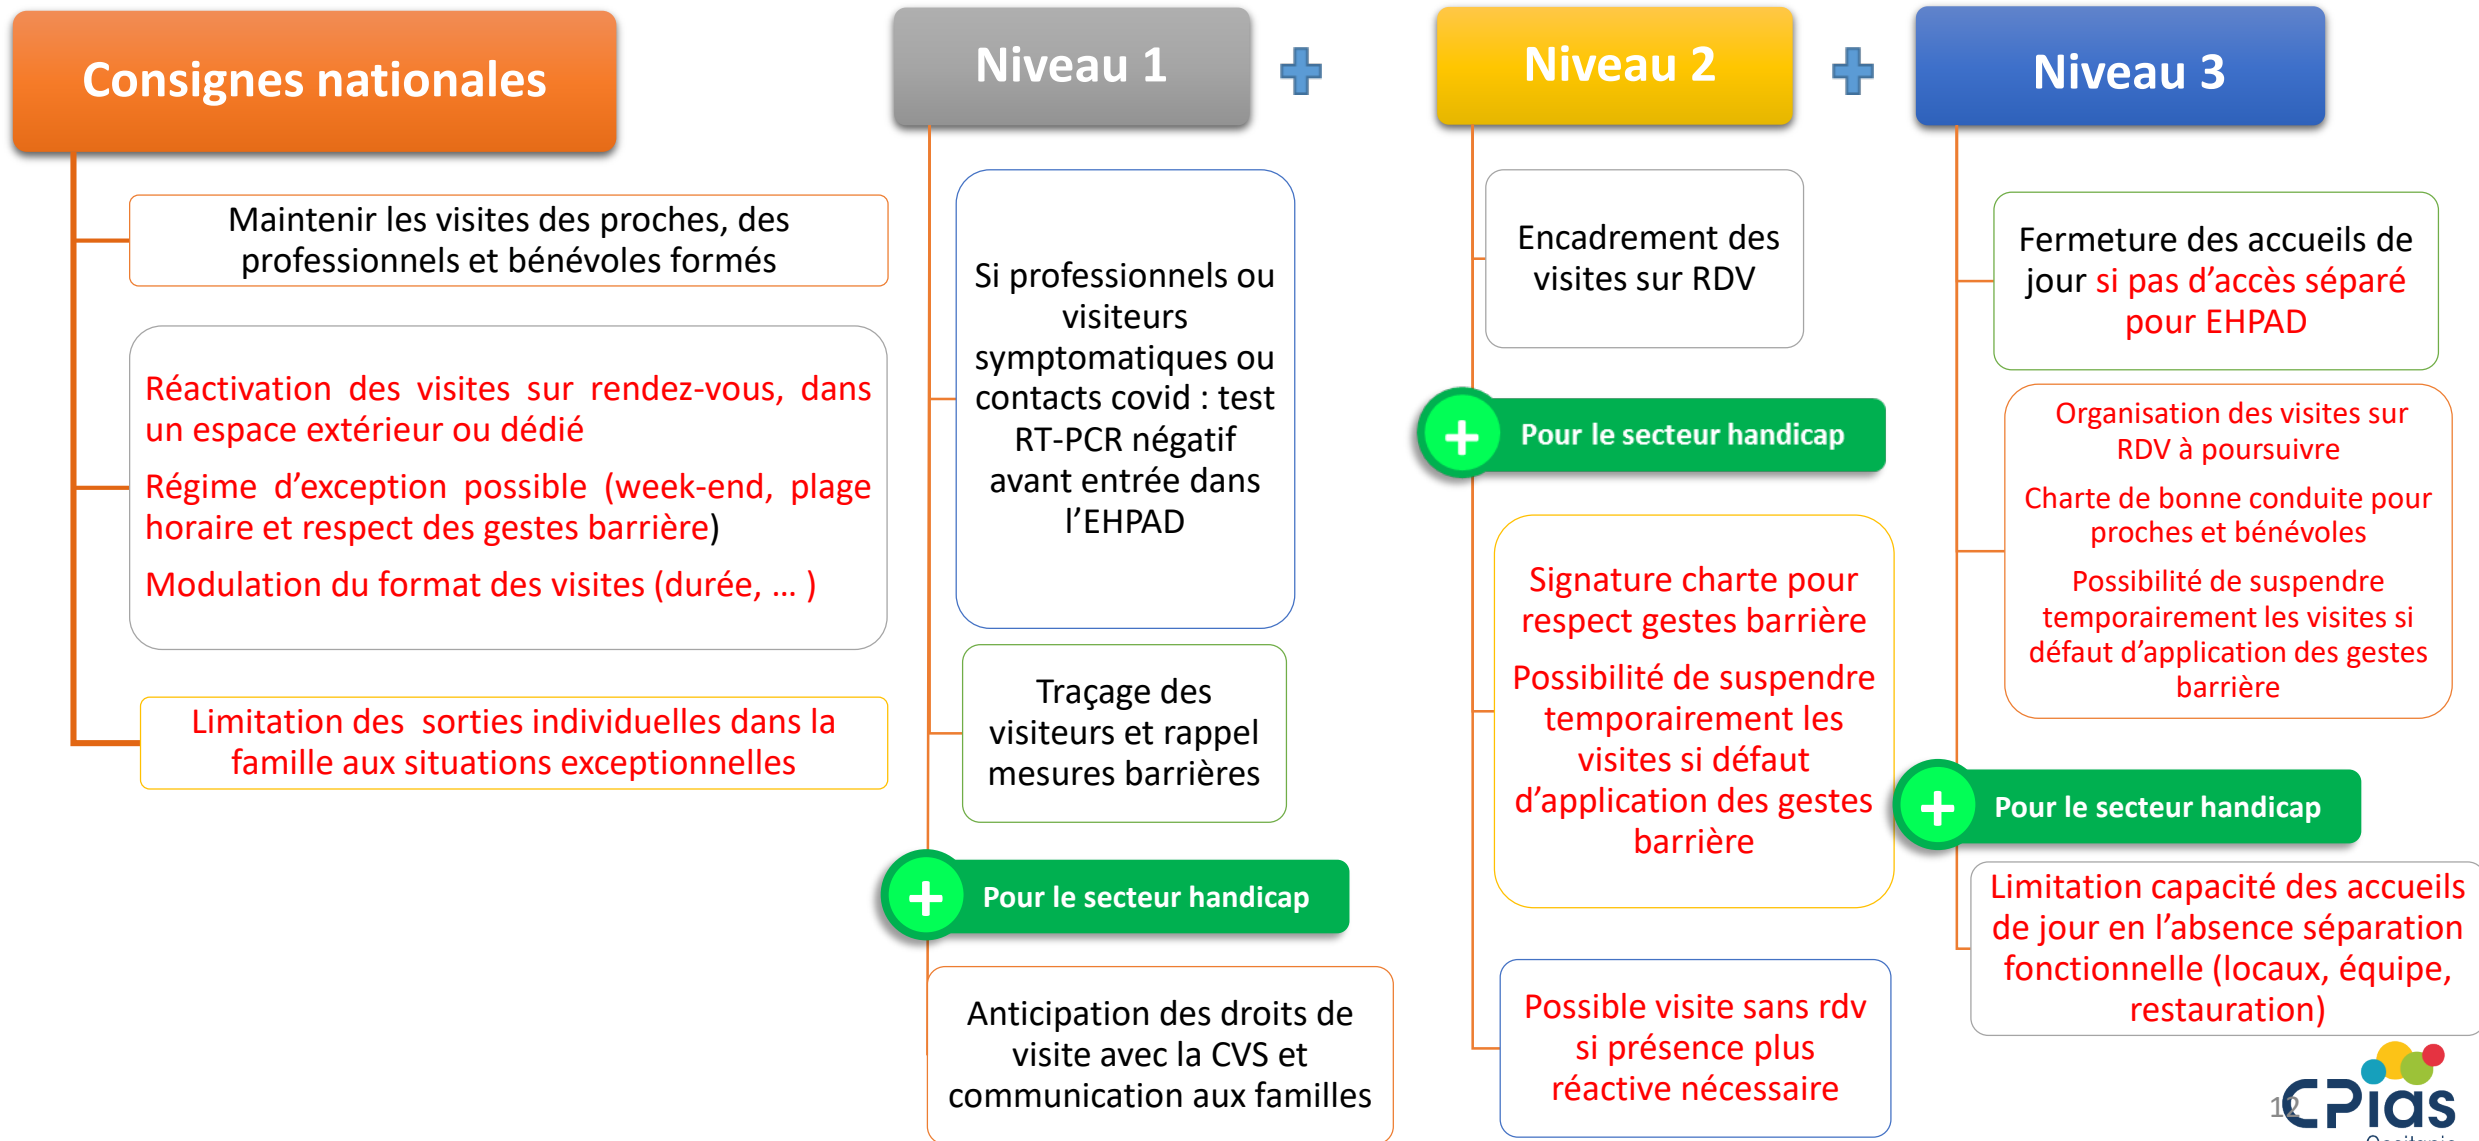 Consignes nationales
Maintenir les visites des proches, des
professionnels et bénévoles formés
Réactivation des visites sur rendez-vous, dans
un espace extérieur ou dédié
Régime d’exception possible (week-end, plage
horaire et respect des gestes barrière)
Modulation du format des visites (durée, ... )
Limitation des sorties individuelles dans la
famille aux situations exceptionnelles
Niveau 1
Si professionnels ou
visiteurs
symptomatiques ou
contacts covid : test
RT-PCR négatif
avant entrée dans
l’EHPAD
Traçage des
visiteurs et rappel
mesures barrières
+ Pour le secteur handicap
Anticipation des droits de
visite avec la CVS et
communication aux familles
Niveau 2
Encadrement des
visites sur RDV
+ Pour le secteur handicap
Signature charte pour
respect gestes barrière
Possibilité de suspendre
temporairement les
visites si défaut
d’application des gestes
barrière
Possible visite sans rdv
si présence plus
réactive nécessaire
Niveau 3
Fermeture des accueils de
jour si pas d’accès séparé
pour EHPAD
Organisation des visites sur
RDV à poursuivre
Charte de bonne conduite pour
proches et bénévoles
Possibilité de suspendre
temporairement les visites si
défaut d’application des gestes
barrière
+ Pour le secteur handicap
Limitation capacité des accueils
de jour en l’absence séparation
fonctionnelle (locaux, équipe,
restauration)
12
CPias
Occitanie